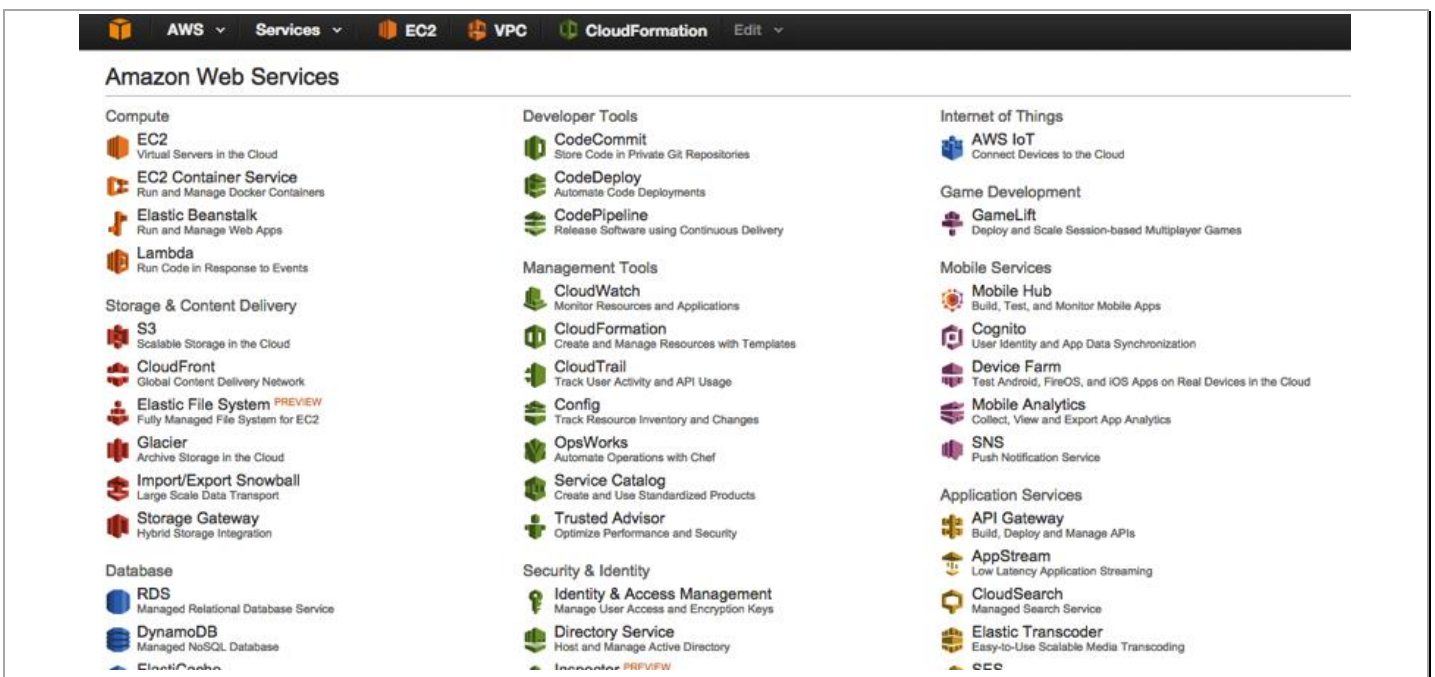 AWS Services EC2 VPC CloudFormation Edit
Amazon Web Services
Compute
EC2
Virtual Servers in the Cloud
EC2 Container Service
Run and Manage Docker Containers
Elastic Beanstalk
Run and Manage Web Apps
Lambda
Run Code in Response to Events
Storage & Content Delivery
S3
Scalable Storage in the Cloud
CloudFront
Global Content Delivery Network
Elastic File System PREVIEW
Fully Managed File System for EC2
Glacier
Archive Storage in the Cloud
Import/Export Snowball
Large Scale Data Transport
Storage Gateway
Hybrid Storage Integration
Database
RDS
Managed Relational Database Service
DynamoDB
Managed NoSQL Database
ElastiCache
Developer Tools
CodeCommit
Store Code in Private Git Repositories
CodeDeploy
Automate Code Deployments
CodePipeline
Release Software using Continuous Delivery
Management Tools
CloudWatch
Monitor Resources and Applications
CloudFormation
Create and Manage Resources with Templates
CloudTrail
Track User Activity and API Usage
Config
Track Resource Inventory and Changes
OpsWorks
Automate Operations with Chef
Service Catalog
Create and Use Standardized Products
Trusted Advisor
Optimize Performance and Security
Security & Identity
Identity & Access Management
Manage User Access and Encryption Keys
Directory Service
Host and Manage Active Directory
Inspector PREVIEW
Internet of Things
AWS IoT
Connect Devices to the Cloud
Game Development
GameLift
Deploy and Scale Session-based Multiplayer Games
Mobile Services
Mobile Hub
Build, Test, and Monitor Mobile Apps
Cognito
User Identity and App Data Synchronization
Device Farm
Test Android, FireOS, and iOS Apps on Real Devices in the Cloud
Mobile Analytics
Collect, View and Export App Analytics
SNS
Push Notification Service
Application Services
API Gateway
Build, Deploy and Manage APIs
AppStream
Low Latency Application Streaming
CloudSearch
Managed Search Service
Elastic Transcoder
Easy-to-Use Scalable Media Transcoding
SES